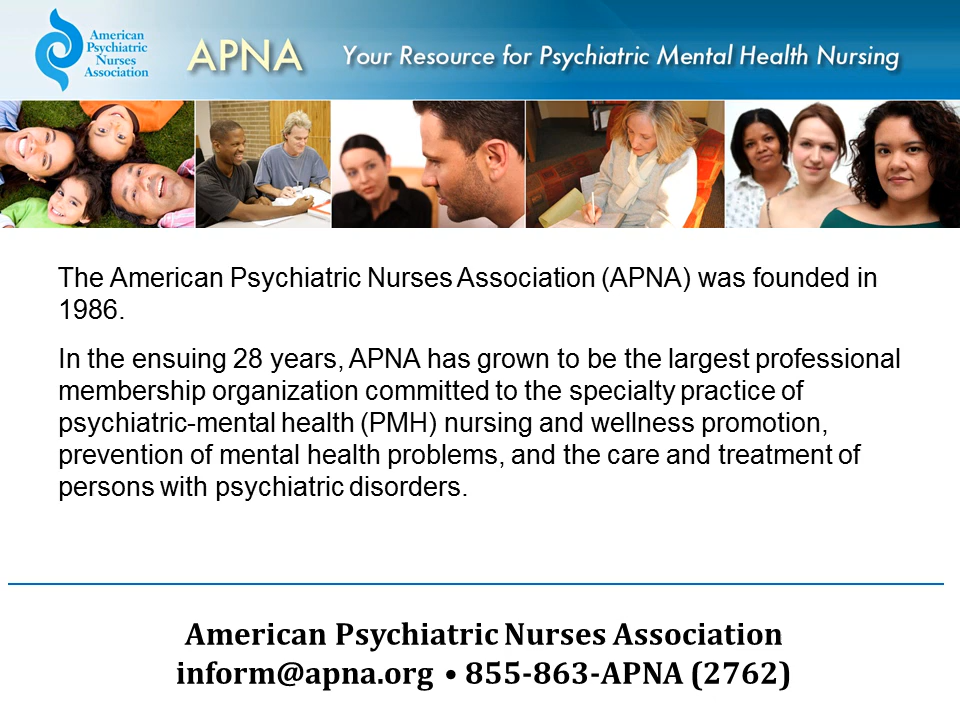 American
Psychiatric
Nurses
Association
APNA
Your Resource for Psychiatric Mental Health Nursing
The American Psychiatric Nurses Association (APNA) was founded in
1986.
In the ensuing 28 years, APNA has grown to be the largest professional
membership organization committed to the specialty practice of
psychiatric-mental health (PMH) nursing and wellness promotion,
prevention of mental health problems, and the care and treatment of
persons with psychiatric disorders.
American Psychiatric Nurses Association
inform@apna.org • 855-863-APNA (2762)